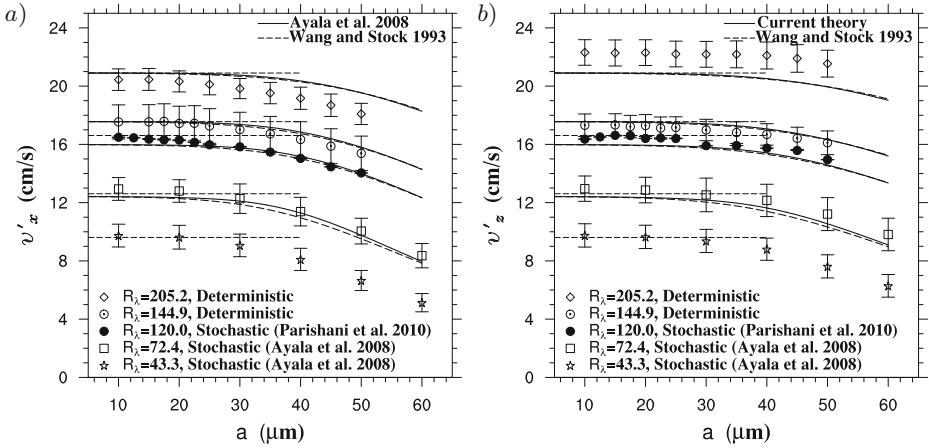 a)
Ayala et al. 2008
Wang and Stock 1993
24
20
16
12
8
4
0
υ'x (cm/s)
Rλ=205.2, Deterministic
Rλ=144.9, Deterministic
Rλ=120.0, Stochastic (Parishani et al. 2010)
Rλ=72.4, Stochastic (Ayala et al. 2008)
Rλ=43.3, Stochastic (Ayala et al. 2008)
10 20 30 40 50 60
a (μm)
b)
Current theory
Wang and Stock 1993
24
20
16
12
8
4
0
υ'z (cm/s)
Rλ=205.2, Deterministic
Rλ=144.9, Deterministic
Rλ=120.0, Stochastic (Parishani et al. 2010)
Rλ=72.4, Stochastic (Ayala et al. 2008)
Rλ=43.3, Stochastic (Ayala et al. 2008)
10 20 30 40 50 60
a (μm)